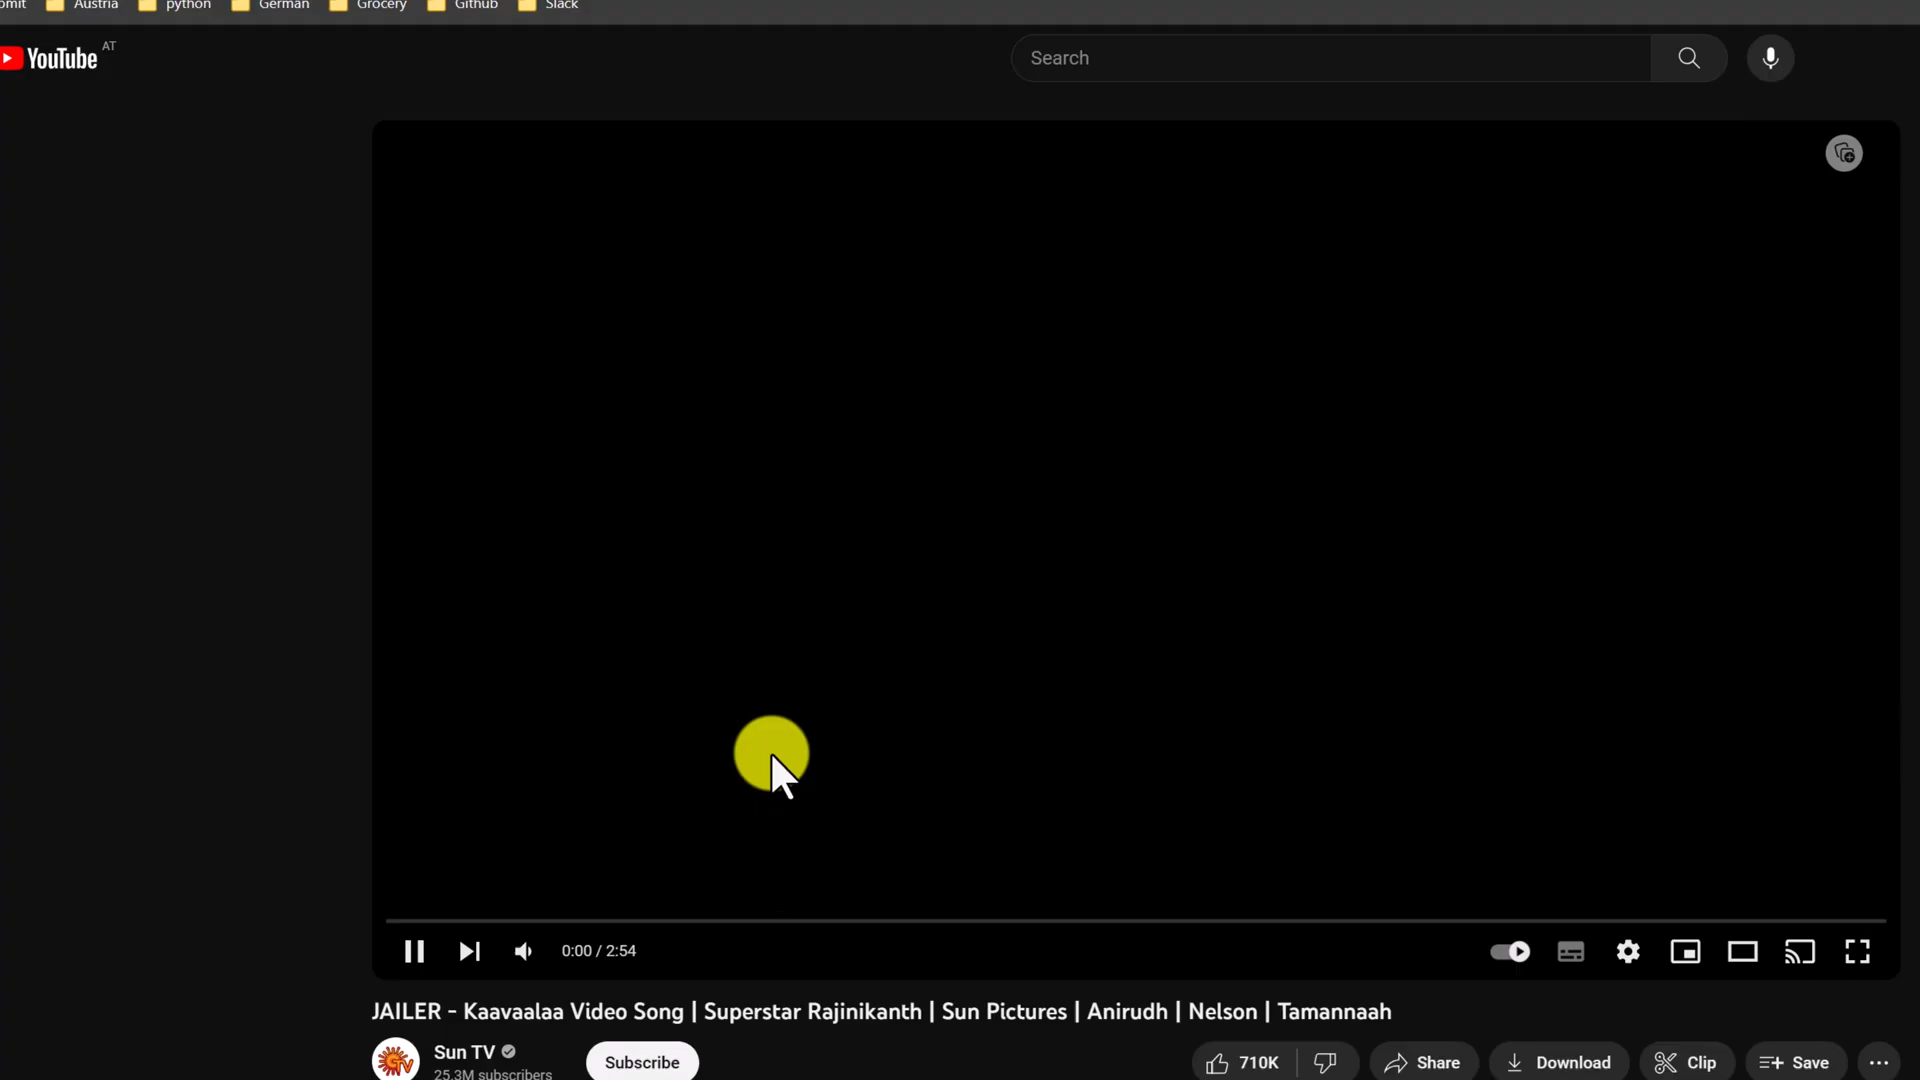 Austria python German Grocery Github Slack
YouTube AT
Search
0:00 / 2:54
JAILER - Kaavaalaa Video Song | Superstar Rajinikanth | Sun Pictures | Anirudh | Nelson | Tamannaah
Sun TV
25.3M subscribers
Subscribe
710K
Share
Download
Clip
Save